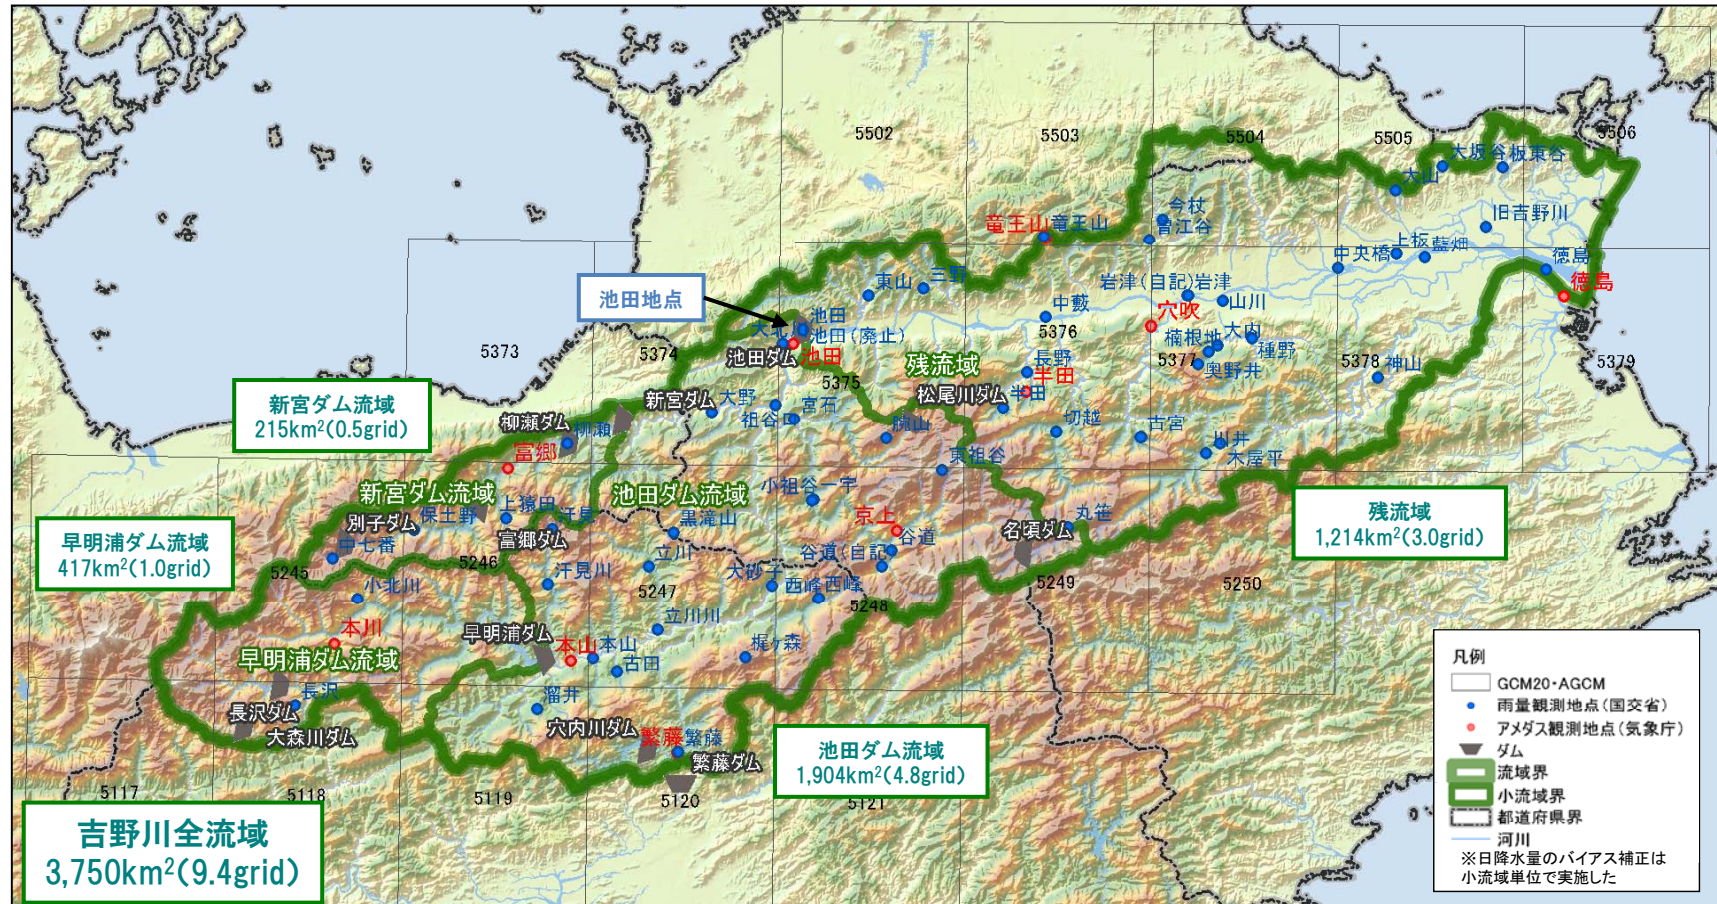 5502
5503
5504
5505
5506
大坂谷
板東谷
大山
今杖
曽江谷
旧吉野川
竜王山
竜王山
中央橋
上板
藍畑
徳島
徳島
東山
三野
岩津(自記)
岩津
山川
中藪
穴吹
池田地点
池田
池田(廃止)
池田
池田ダム
5373
5374
5375
5376
5377
5378
5379
残流域
長野
半田
半田
松尾川ダム
楠根地
大内
種野
奥野井
神山
新宮ダム流域
215km²(0.5grid)
新宮ダム
大野
宮石
祖谷口
腕山
切越
古宮
川井
木屋平
柳瀬ダム
柳瀬
富郷
東祖谷
新宮ダム流域
池田ダム流域
小祖谷
一宇
別子ダム
保土野
上猿田
汗見
富郷ダム
黒滝山
京上
名頃ダム
丸笹
残流域
1,214km²(3.0grid)
早明浦ダム流域
417km²(1.0grid)
中七番
5245
5246
小北川
汗見川
立川
5247
谷道(自記)
谷道
大砂子
西峰
西峰
5248
5249
5250
本川
早明浦ダム流域
早明浦ダム
立川川
本山
本山
古田
梶ヶ森
長沢
長沢ダム
大森川ダム
溜井
穴内川ダム
繁藤
繁藤
繁藤ダム
池田ダム流域
1,904km²(4.8grid)
5117
5118
5119
5120
5121
吉野川全流域
3,750km²(9.4grid)
凡例
GCM20・AGCM
雨量観測地点(国交省)
アメダス観測地点(気象庁)
ダム
流域界
小流域界
都道府県界
河川
※日降水量のバイアス補正は
小流域単位で実施した